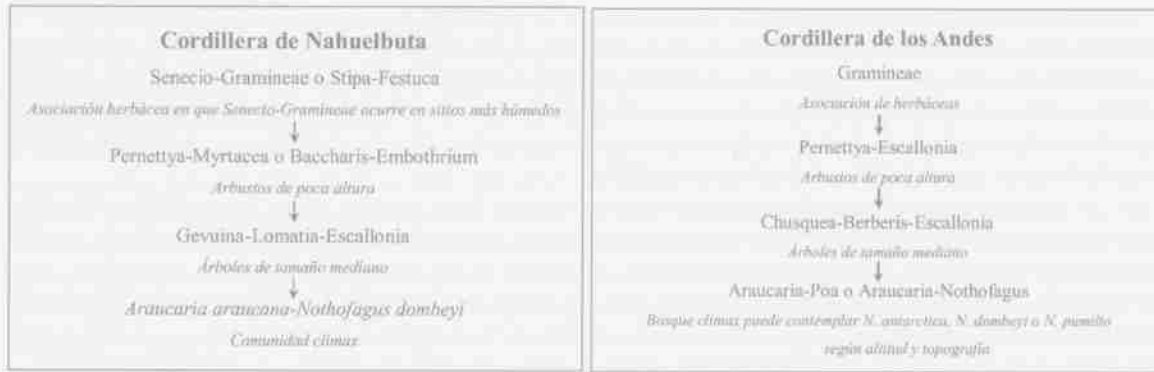 Cordillera de Nahuelbuta
Senecio-Gramineae o Stipa-Festuca
Asociación herbácea en que Senecio-Gramineae ocurre en sitios más húmedos
Pernettya-Myrtacea o Baccharis-Embothrium
Arbustos de poca altura
Gevuina-Lomatia-Escallonia
Árboles de tamaño mediano
Araucaria araucana-Nothofagus dombeyi
Comunidad climax
Cordillera de los Andes
Gramineae
Asociación de herbáceas
Pernettya-Escallonia
Arbustos de poca altura
Chusquea-Berberis-Escallonia
Árboles de tamaño mediano
Araucaria-Poa o Araucaria-Nothofagus
Bosque climax puede contemplar N. antarctica, N. dombeyi o N. pumilio
según altitud y topografía